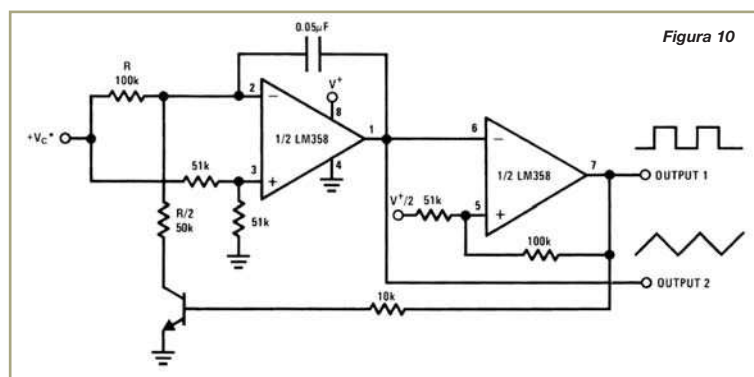 Figura 10
0.05μF
R
100k
+VC*
2
−
V+
8
1/2 LM358
1
4
3
+
51k
51k
R/2
50k
6
−
1/2 LM358
7
OUTPUT 1
V+/2
51k
5
+
100k
OUTPUT 2
10k